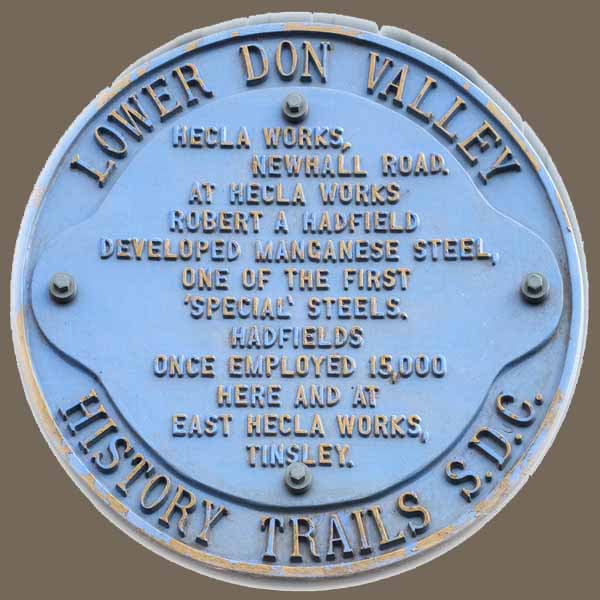 LOWER DON VALLEY
HECLA WORKS,
NEWHALL ROAD.
AT HECLA WORKS
ROBERT A HADFIELD
DEVELOPED MANGANESE STEEL,
ONE OF THE FIRST
'SPECIAL' STEELS.
HADFIELDS
ONCE EMPLOYED 15,000
HERE AND AT
EAST HECLA WORKS,
TINSLEY.
HISTORY TRAILS S.D.C.